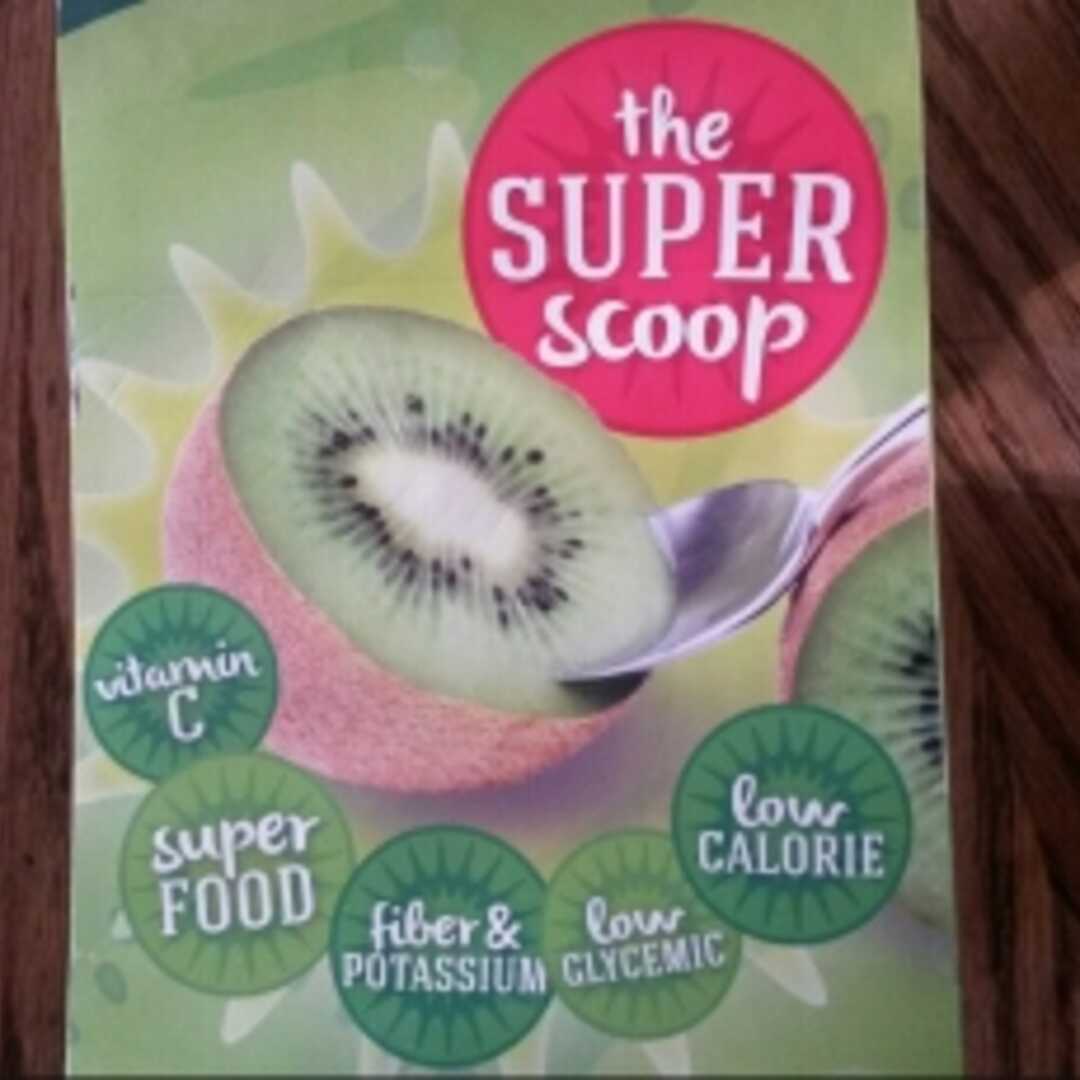 the
SUPER
scoop
vitamin
C
super
FOOD
fiber &
POTASSIUM
low
GLYCEMIC
low
CALORIE